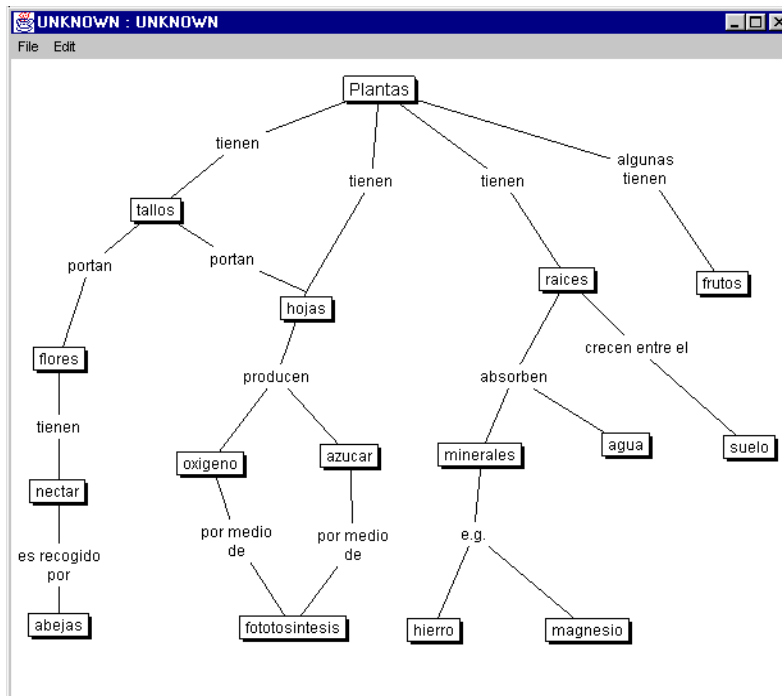 UNKNOWN : UNKNOWN
File Edit
Plantas
tienen
tienen
tienen
algunas
tienen
tallos
portan
portan
hojas
raices
frutos
flores
producen
absorben
crecen entre el
tienen
oxigeno
azucar
minerales
agua
suelo
nectar
por medio
de
por medio
de
e.g.
es recogido
por
abejas
fototosintesis
hierro
magnesio